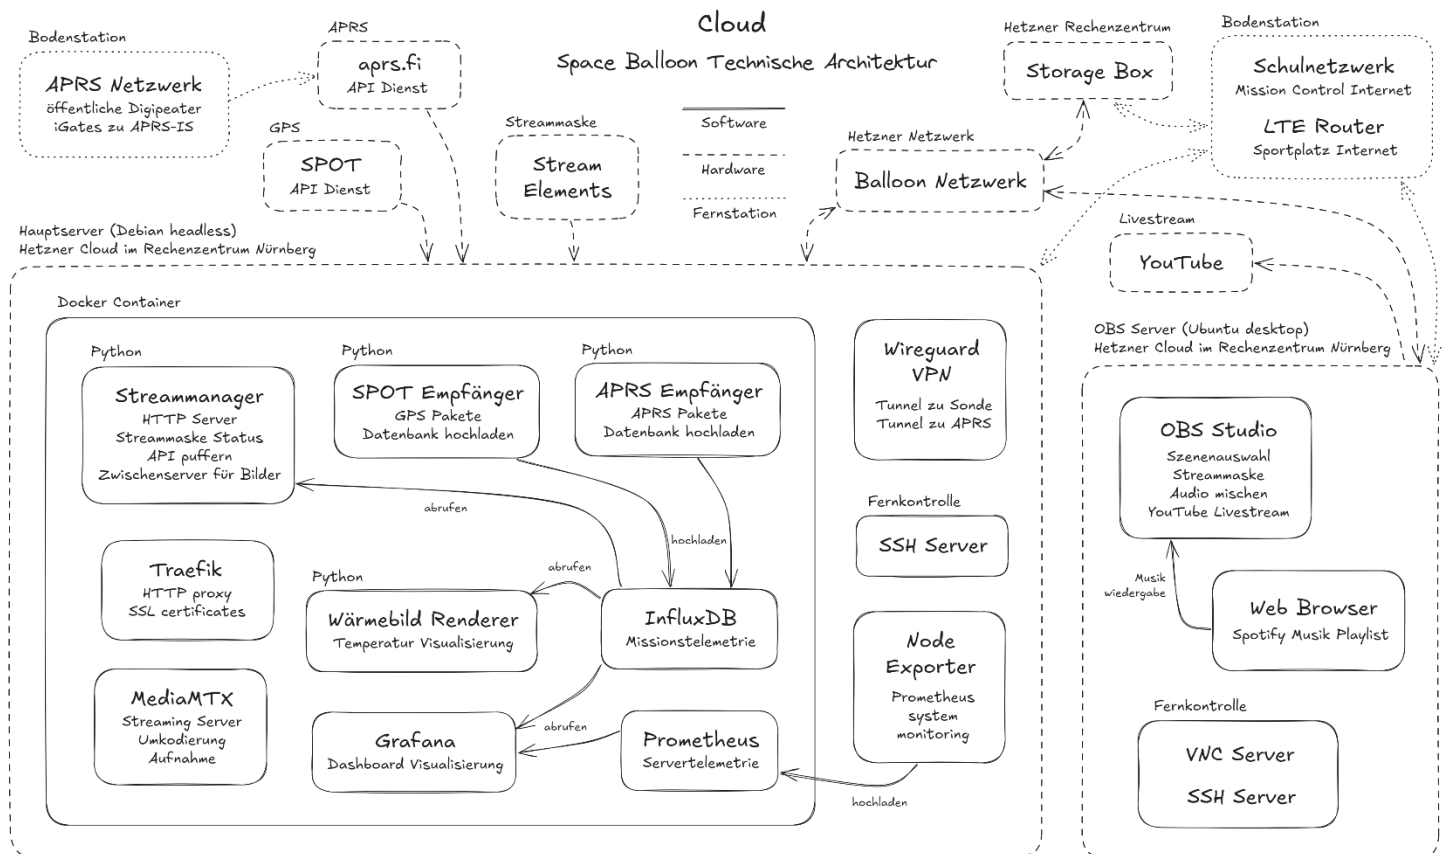 Cloud
Space Balloon Technische Architektur
Software
Hardware
Fernstation
Bodenstation
APRS Netzwerk
öffentliche Digipeater
iGates zu APRS-IS
APRS
aprs.fi
API Dienst
GPS
SPOT
API Dienst
Streammaske
Stream
Elements
Hetzner Netzwerk
Balloon Netzwerk
Hetzner Rechenzentrum
Storage Box
Bodenstation
Schulnetzwerk
Mission Control Internet
LTE Router
Sportplatz Internet
Livestream
YouTube
Hauptserver (Debian headless)
Hetzner Cloud im Rechenzentrum Nürnberg
Docker Container
Python
Streammanager
HTTP Server
Streammaske Status
API puffern
Zwischenserver für Bilder
Python
SPOT Empfänger
GPS Pakete
Datenbank hochladen
Python
APRS Empfänger
APRS Pakete
Datenbank hochladen
abrufen
hochladen
abrufen
Traefik
HTTP proxy
SSL certificates
Python
Wärmebild Renderer
Temperatur Visualisierung
InfluxDB
Missionstelemetrie
MediaMTX
Streaming Server
Umkodierung
Aufnahme
Grafana
Dashboard Visualisierung
abrufen
Prometheus
Servertelemetrie
hochladen
Wireguard
VPN
Tunnel zu Sonde
Tunnel zu APRS
Fernkontrolle
SSH Server
Node
Exporter
Prometheus
system
monitoring
OBS Server (Ubuntu desktop)
Hetzner Cloud im Rechenzentrum Nürnberg
OBS Studio
Szenenauswahl
Streammaske
Audio mischen
YouTube Livestream
Musik
wiedergabe
Web Browser
Spotify Musik Playlist
Fernkontrolle
VNC Server
SSH Server